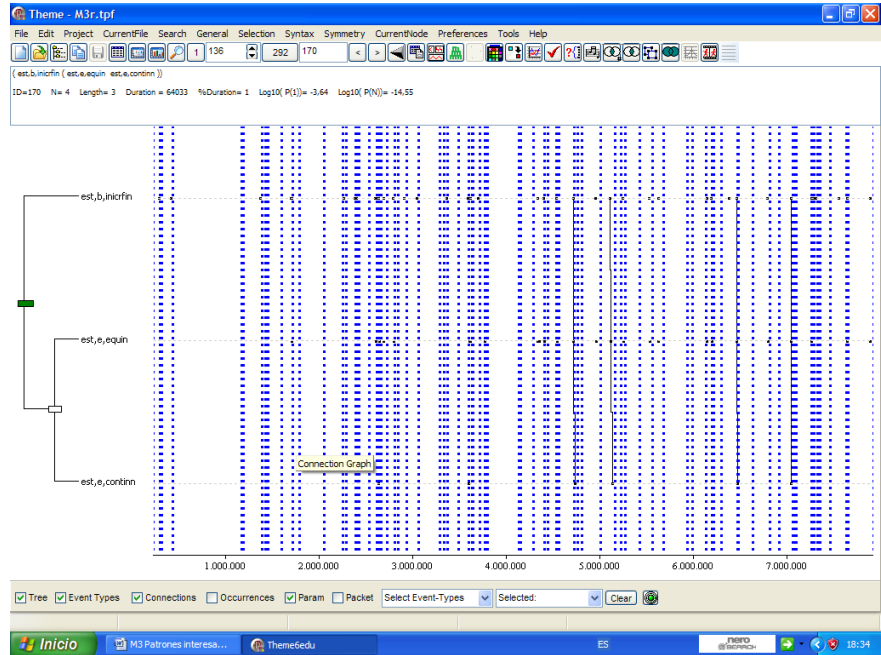 Theme - M3r.tpf
File Edit Project CurrentFile Search General Selection Syntax Symmetry CurrentNode Preferences Tools Help
1 136 292 170 < >
( est,b,inicrfin ( est,e,equin est,e,continn ))
ID=170 N= 4 Length= 3 Duration = 64033 %Duration= 1 Log10( P(1))= -3,64 Log10( P(N))= -14,55
est,b,inicrfin
est,e,equin
Connection Graph
est,e,continn
1.000.000 2.000.000 3.000.000 4.000.000 5.000.000 6.000.000 7.000.000
Tree Event Types Connections Occurrences Param Packet Select Event-Types Selected: Clear
Inicio M3 Patrones interesa... Theme6edu ES nero SEARCH 18:34